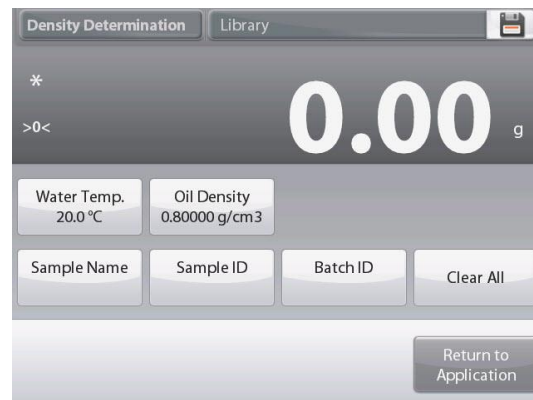 Density Determination
Library
*
>0<
0.00 g
Water Temp.
20.0 °C
Oil Density
0.80000 g/cm3
Sample Name
Sample ID
Batch ID
Clear All
Return to
Application